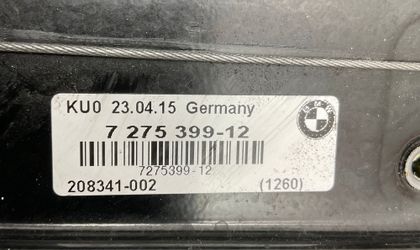 KU0 23.04.15 Germany
BMW
7 275 399-12
7275399-12
208341-002 (1260)